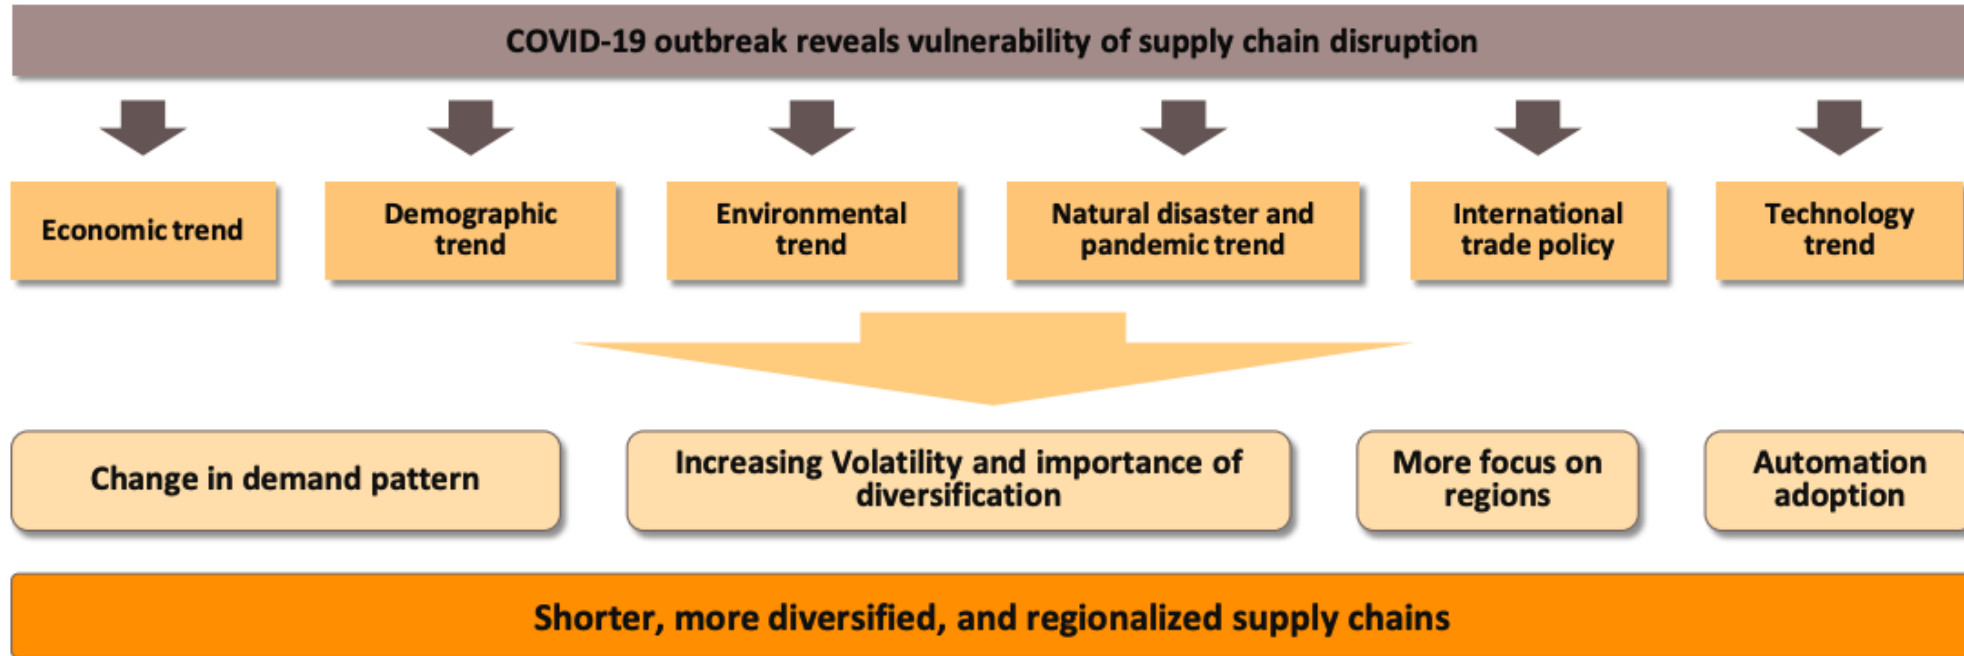 COVID-19 outbreak reveals vulnerability of supply chain disruption
Economic trend
Demographic
trend
Environmental
trend
Natural disaster and
pandemic trend
International
trade policy
Technology
trend
Change in demand pattern
Increasing Volatility and importance of
diversification
More focus on
regions
Automation
adoption
Shorter, more diversified, and regionalized supply chains